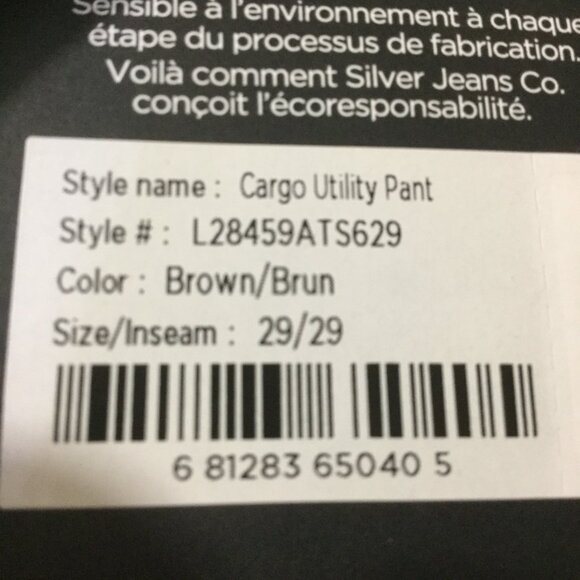 Sensible à l'environnement à chaque
étape du processus de fabrication.
Voilà comment Silver Jeans Co.
conçoit l'écoresponsabilité.
Style name : Cargo Utility Pant
Style # : L28459ATS629
Color : Brown/Brun
Size/Inseam : 29/29
6 81283 65040 5